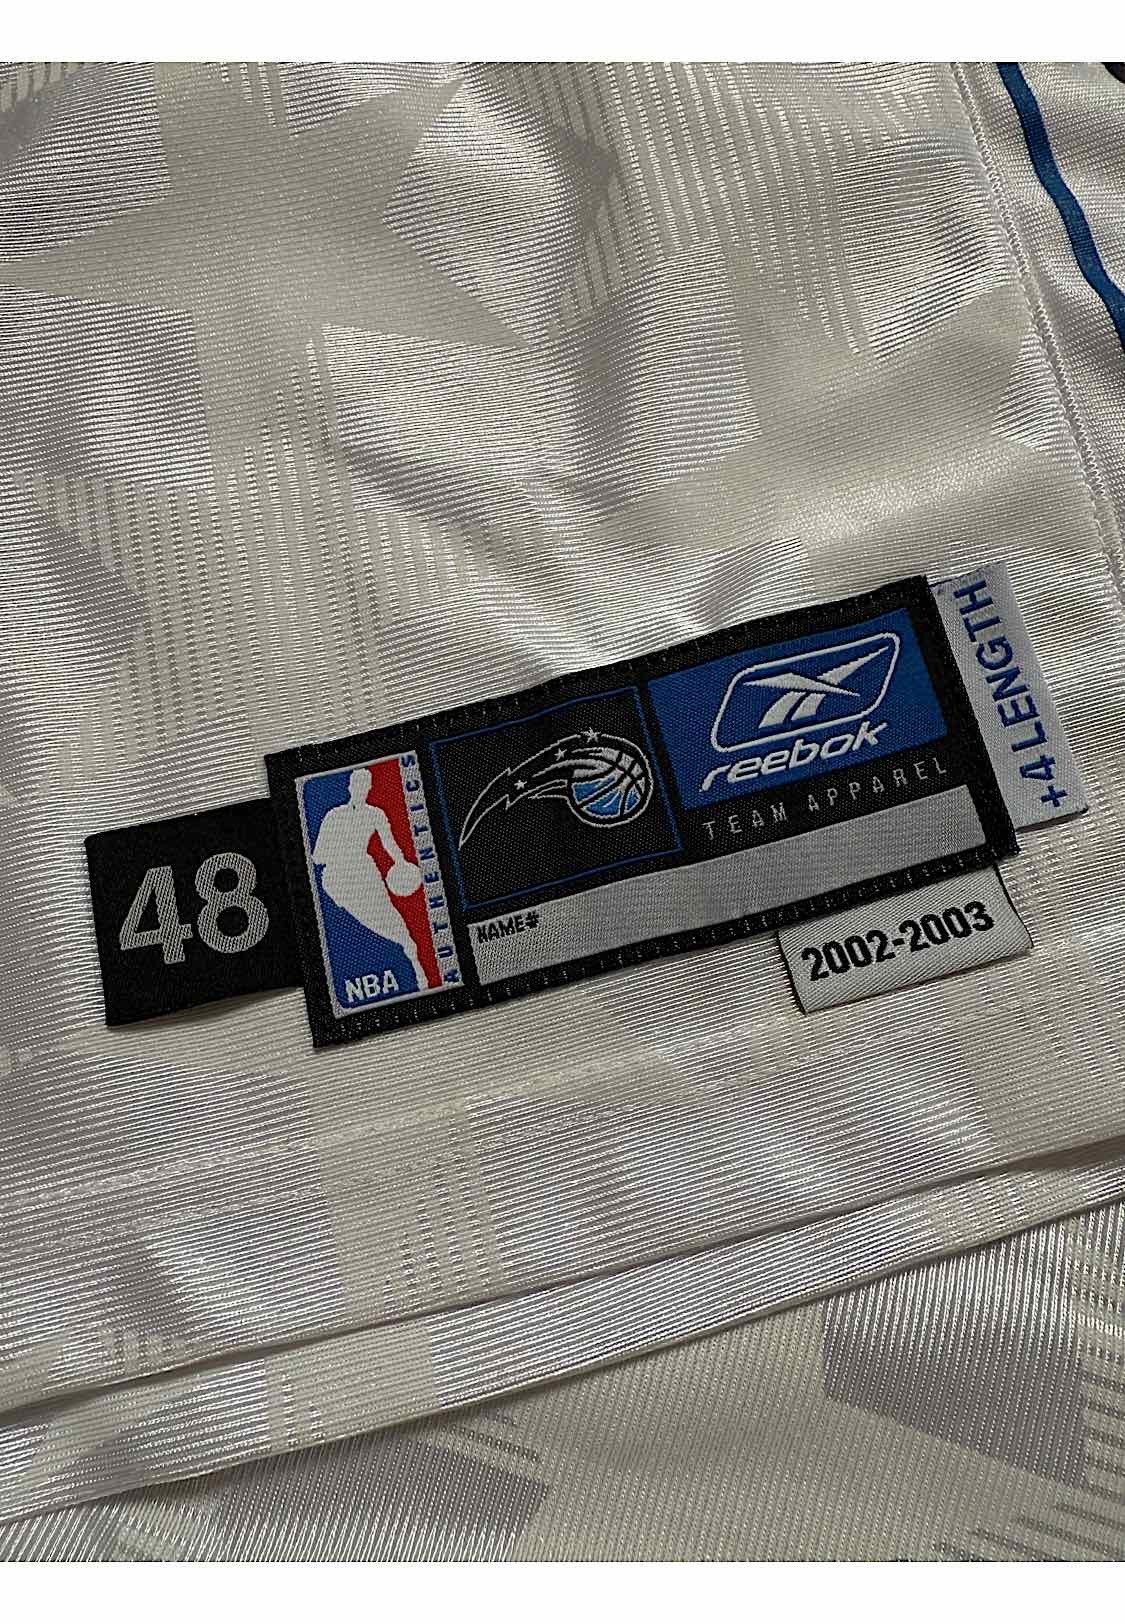 48
NBA
AUTHENTICS
Reebok
TEAM APPAREL
NAME#
+4 LENGTH
2002-2003